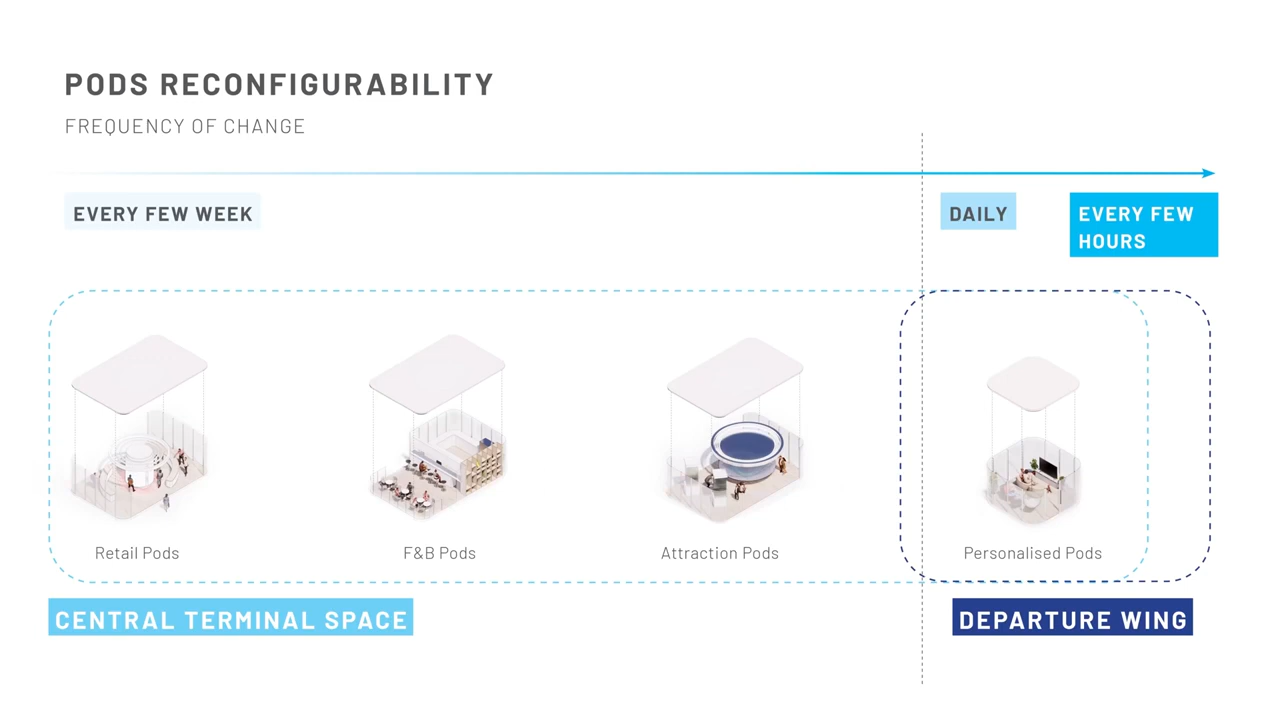 PODS RECONFIGURABILITY
FREQUENCY OF CHANGE
EVERY FEW WEEK
DAILY
EVERY FEW
HOURS
Retail Pods
F&B Pods
Attraction Pods
Personalised Pods
CENTRAL TERMINAL SPACE
DEPARTURE WING